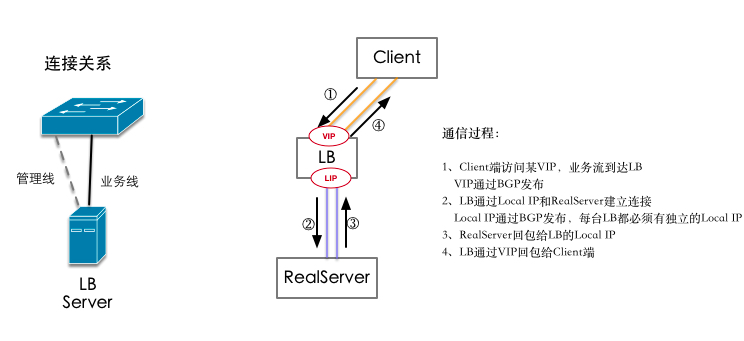 连接关系
管理线
业务线
LB
Server
Client
①
④
VIP
LB
LIP
②
③
RealServer
通信过程：
1、Client端访问某VIP，业务流到达LB
VIP通过BGP发布
2、LB通过Local IP和RealServer建立连接
Local IP通过BGP发布，每台LB都必须有独立的Local IP
3、RealServer回包给LB的Local IP
4、LB通过VIP回包给Client端